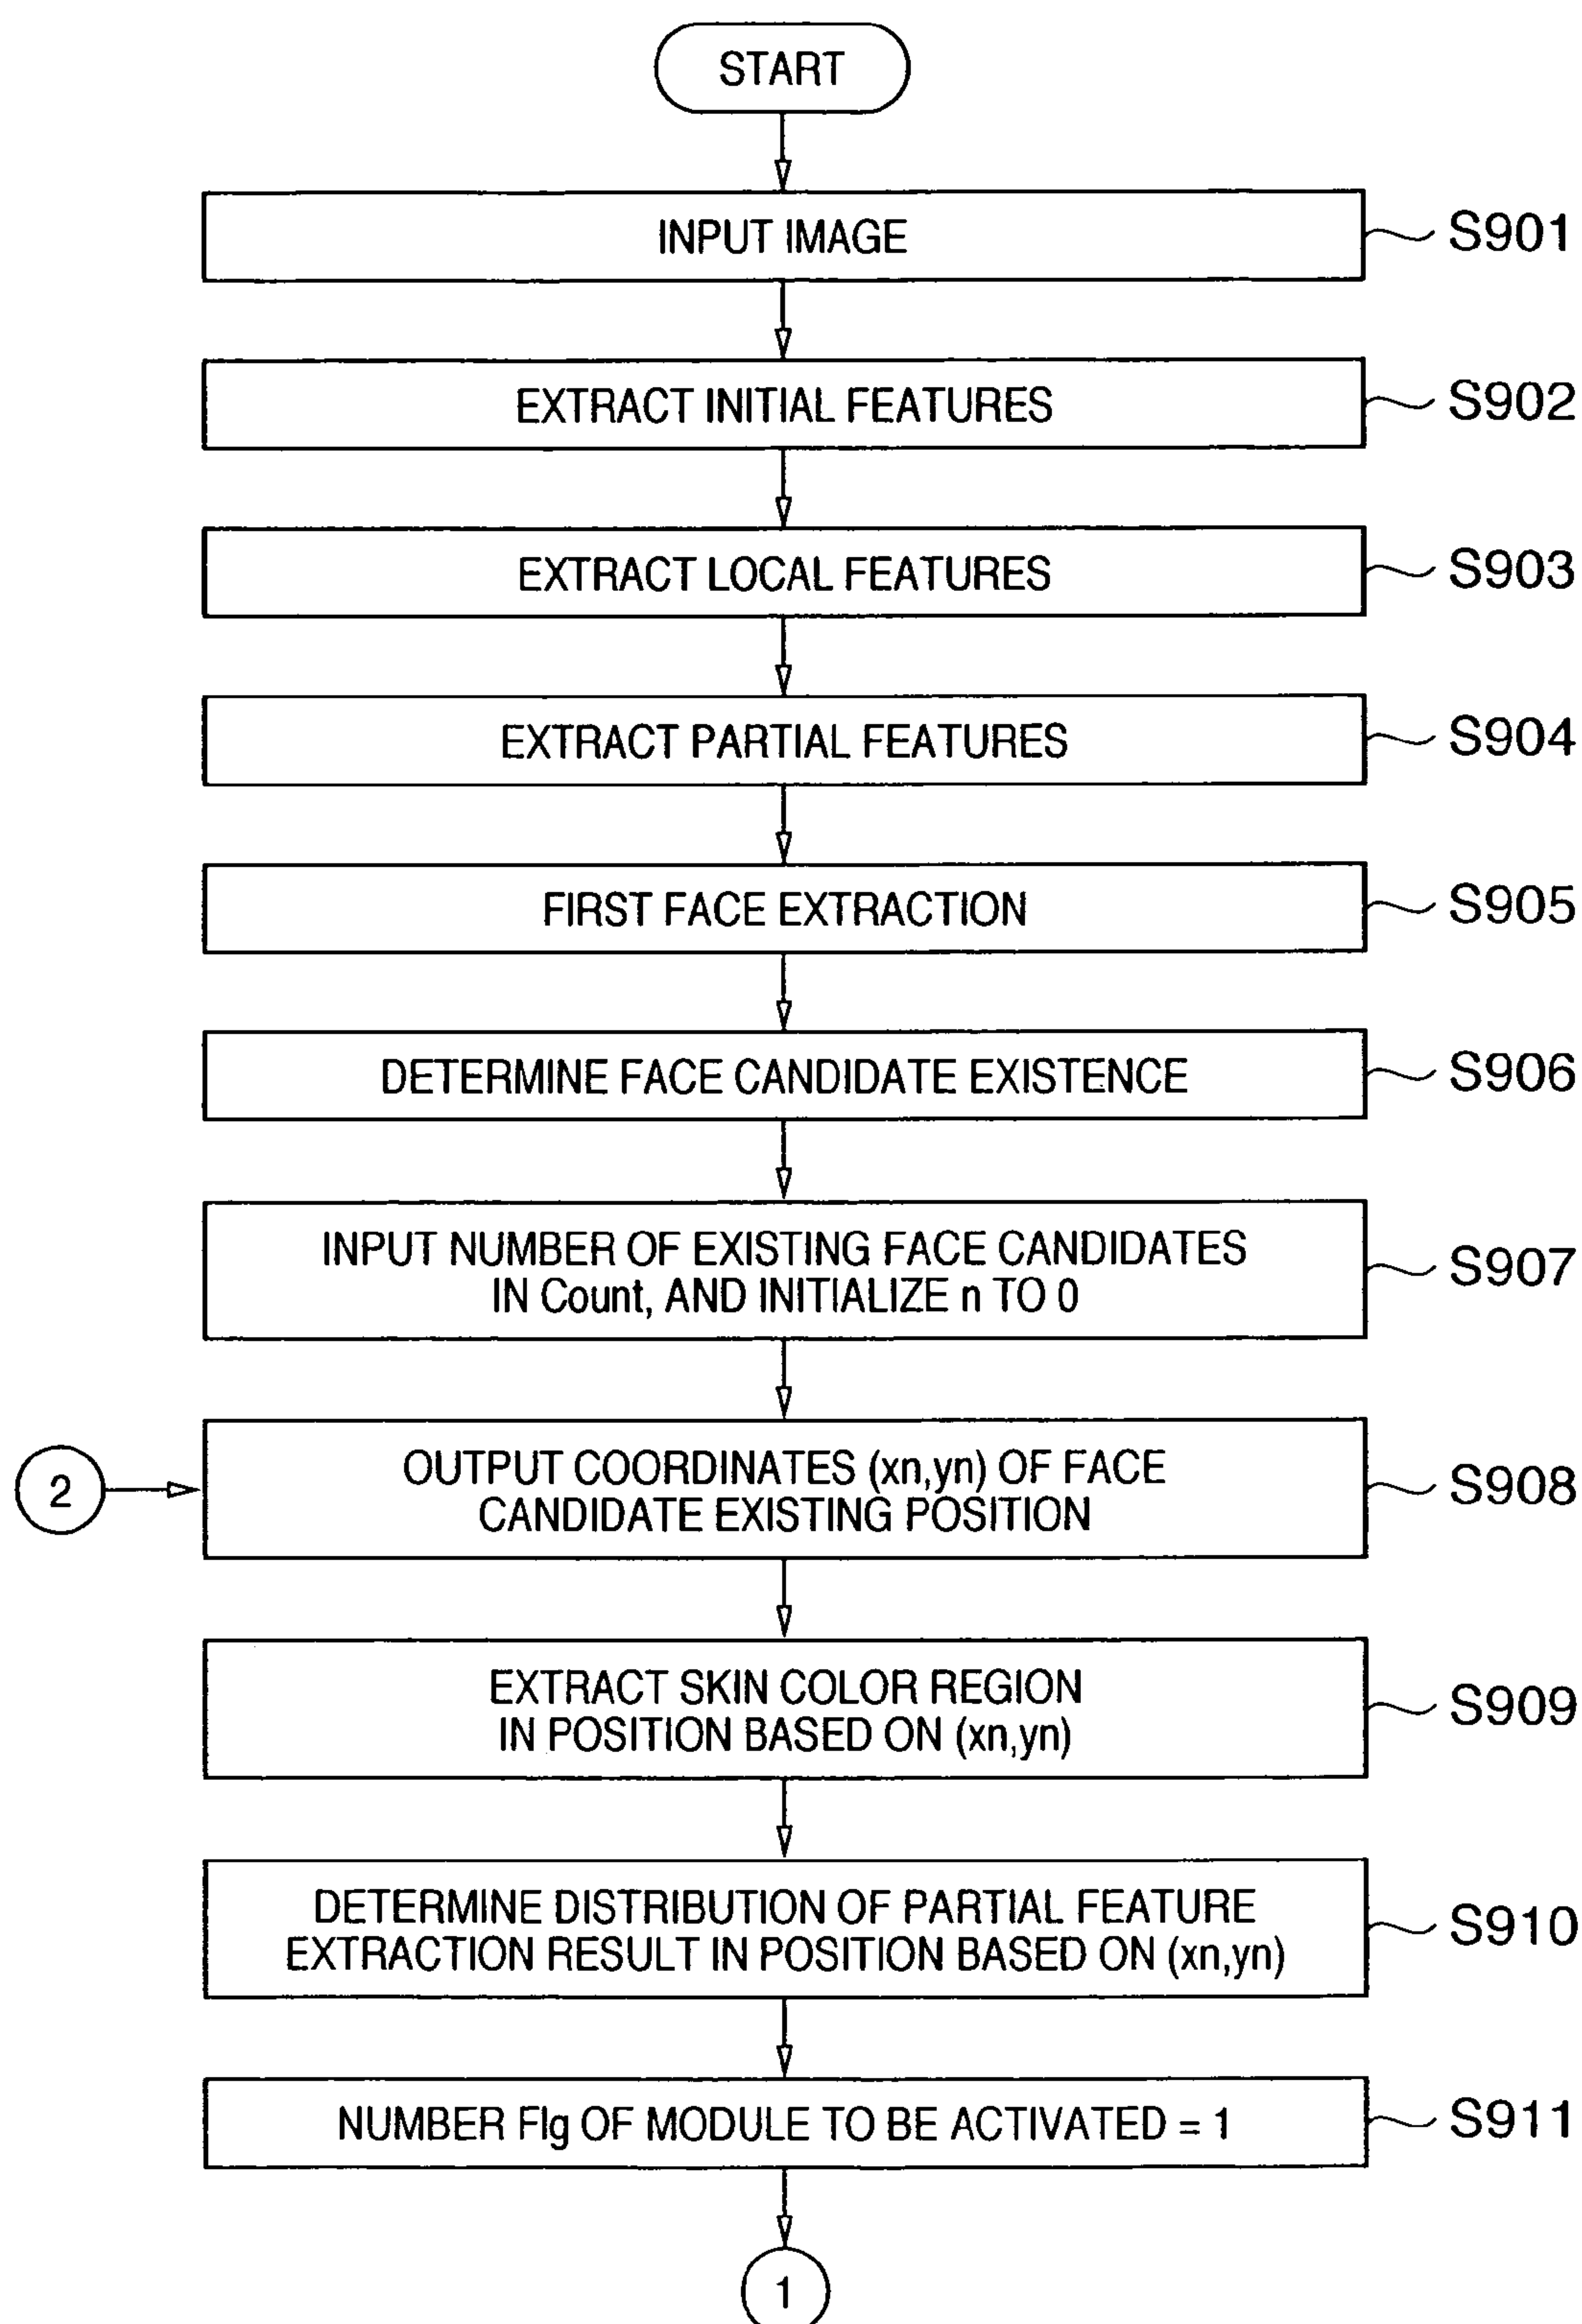 START
INPUT IMAGE
S901
EXTRACT INITIAL FEATURES
S902
EXTRACT LOCAL FEATURES
S903
EXTRACT PARTIAL FEATURES
S904
FIRST FACE EXTRACTION
S905
DETERMINE FACE CANDIDATE EXISTENCE
S906
INPUT NUMBER OF EXISTING FACE CANDIDATES
IN Count, AND INITIALIZE n TO 0
S907
2
OUTPUT COORDINATES (xn,yn) OF FACE
CANDIDATE EXISTING POSITION
S908
EXTRACT SKIN COLOR REGION
IN POSITION BASED ON (xn,yn)
S909
DETERMINE DISTRIBUTION OF PARTIAL FEATURE
EXTRACTION RESULT IN POSITION BASED ON (xn,yn)
S910
NUMBER Flg OF MODULE TO BE ACTIVATED = 1
S911
1